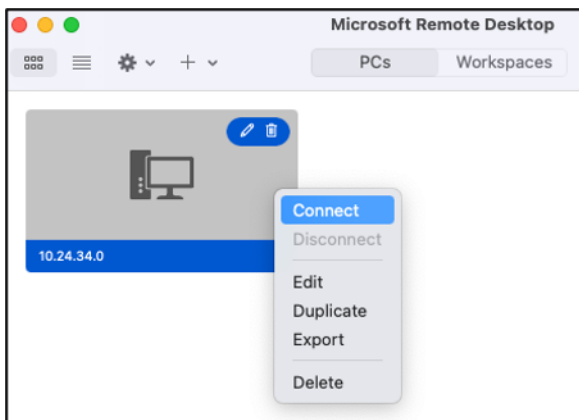 Microsoft Remote Desktop
PCs Workspaces
10.24.34.0
Connect
Disconnect
Edit
Duplicate
Export
Delete